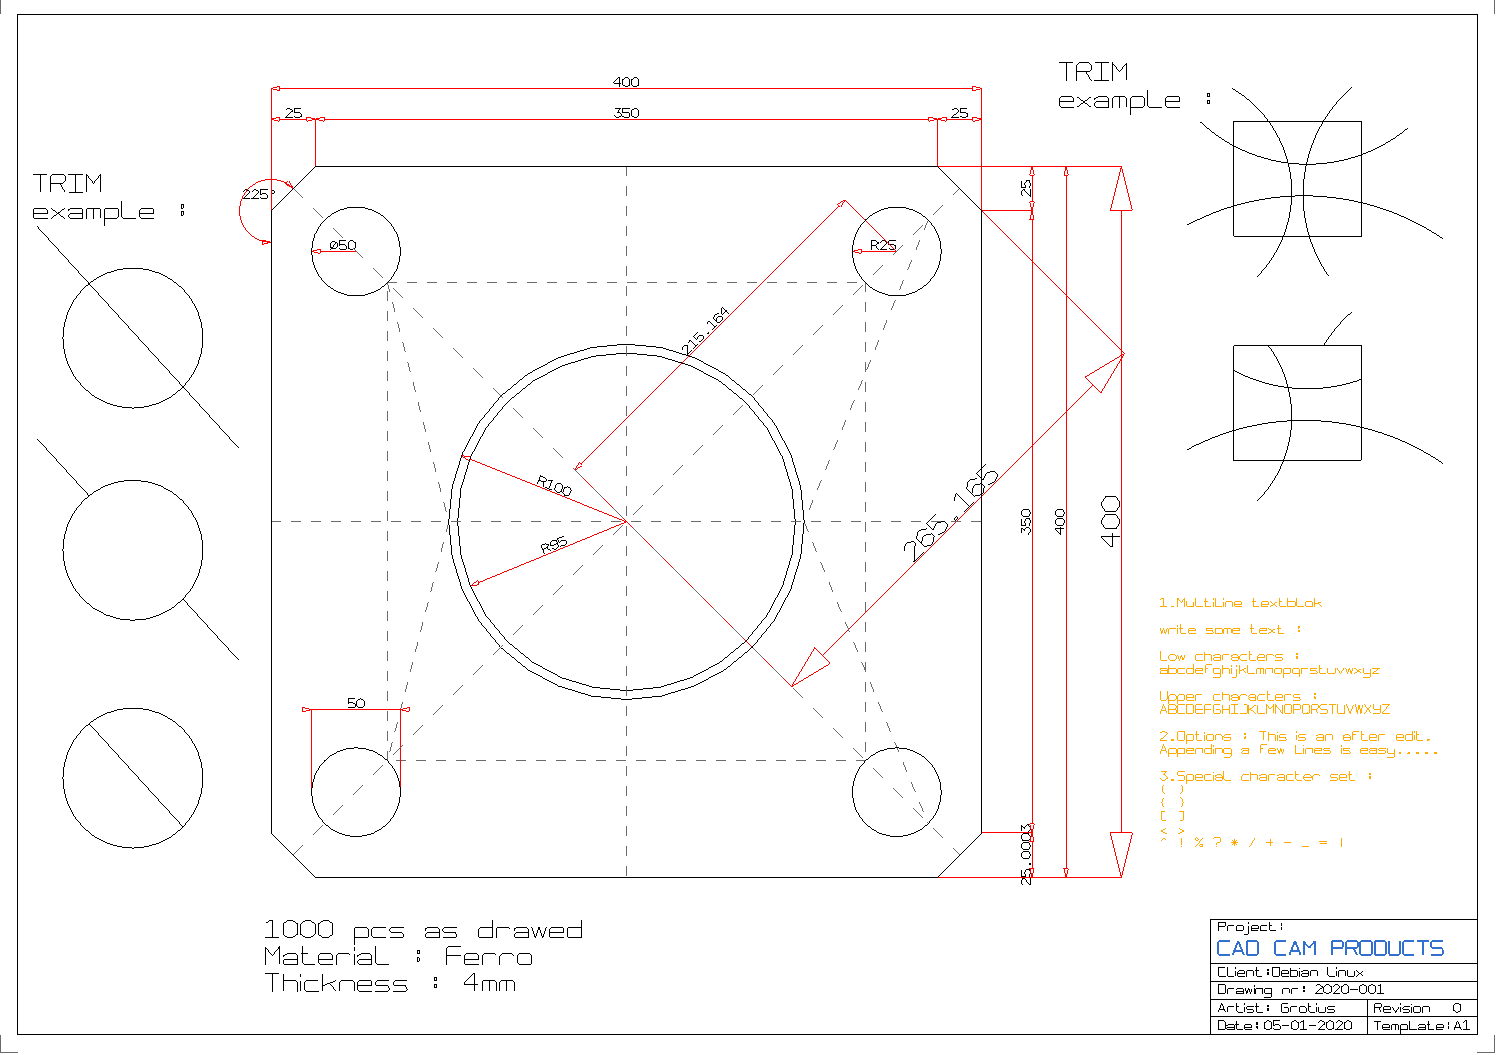 TRIM
example :
400
25
350
25
TRIM
example :
225°
ø50
R25
25
215.164
R100
R95
265.165
350
400
400
50
25.0003
1.Multiline textblok
write some text :
Low characters :
abcdefghijkLmnopqrstuvwxyz
Upper characters :
ABCDEFGHIJKLMNOPQRSTUVWXYZ
2.Options : This is an efter edit.
Appending a few Lines is easy.....
3.Special character set :
( )
{ }
[ ]
< >
^ ! % ? * / + - _ = |
1000 pcs as drawed
Material : Ferro
Thickness : 4mm
Project:
CAD CAM PRODUCTS
Client:Debian Linux
Drawing nr: 2020-001
Artist: Grotius Revision 0
Date:05-01-2020 Template:A1